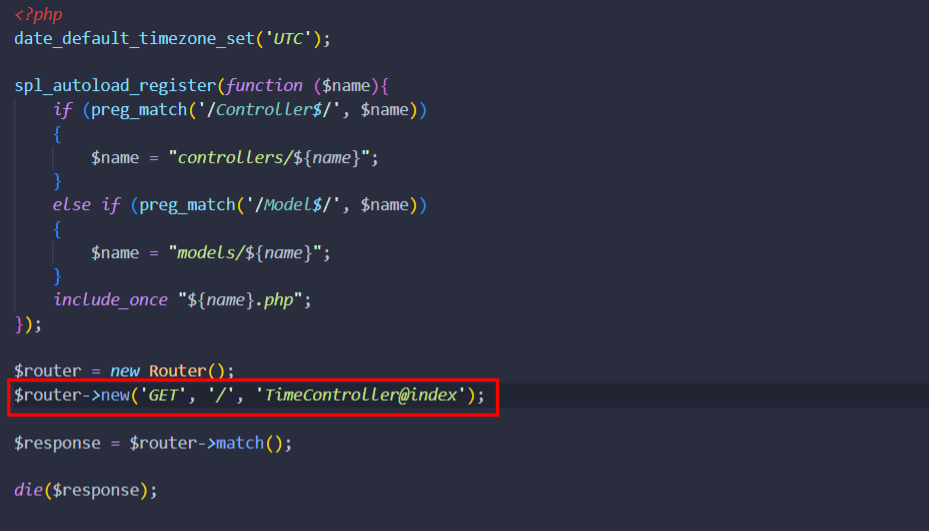 <?php
date_default_timezone_set('UTC');
spl_autoload_register(function ($name){
if (preg_match('/Controller$/', $name))
{
$name = "controllers/${name}";
}
else if (preg_match('/Model$/', $name))
{
$name = "models/${name}";
}
include_once "${name}.php";
});
$router = new Router();
$router->new('GET', '/', 'TimeController@index');
$response = $router->match();
die($response);